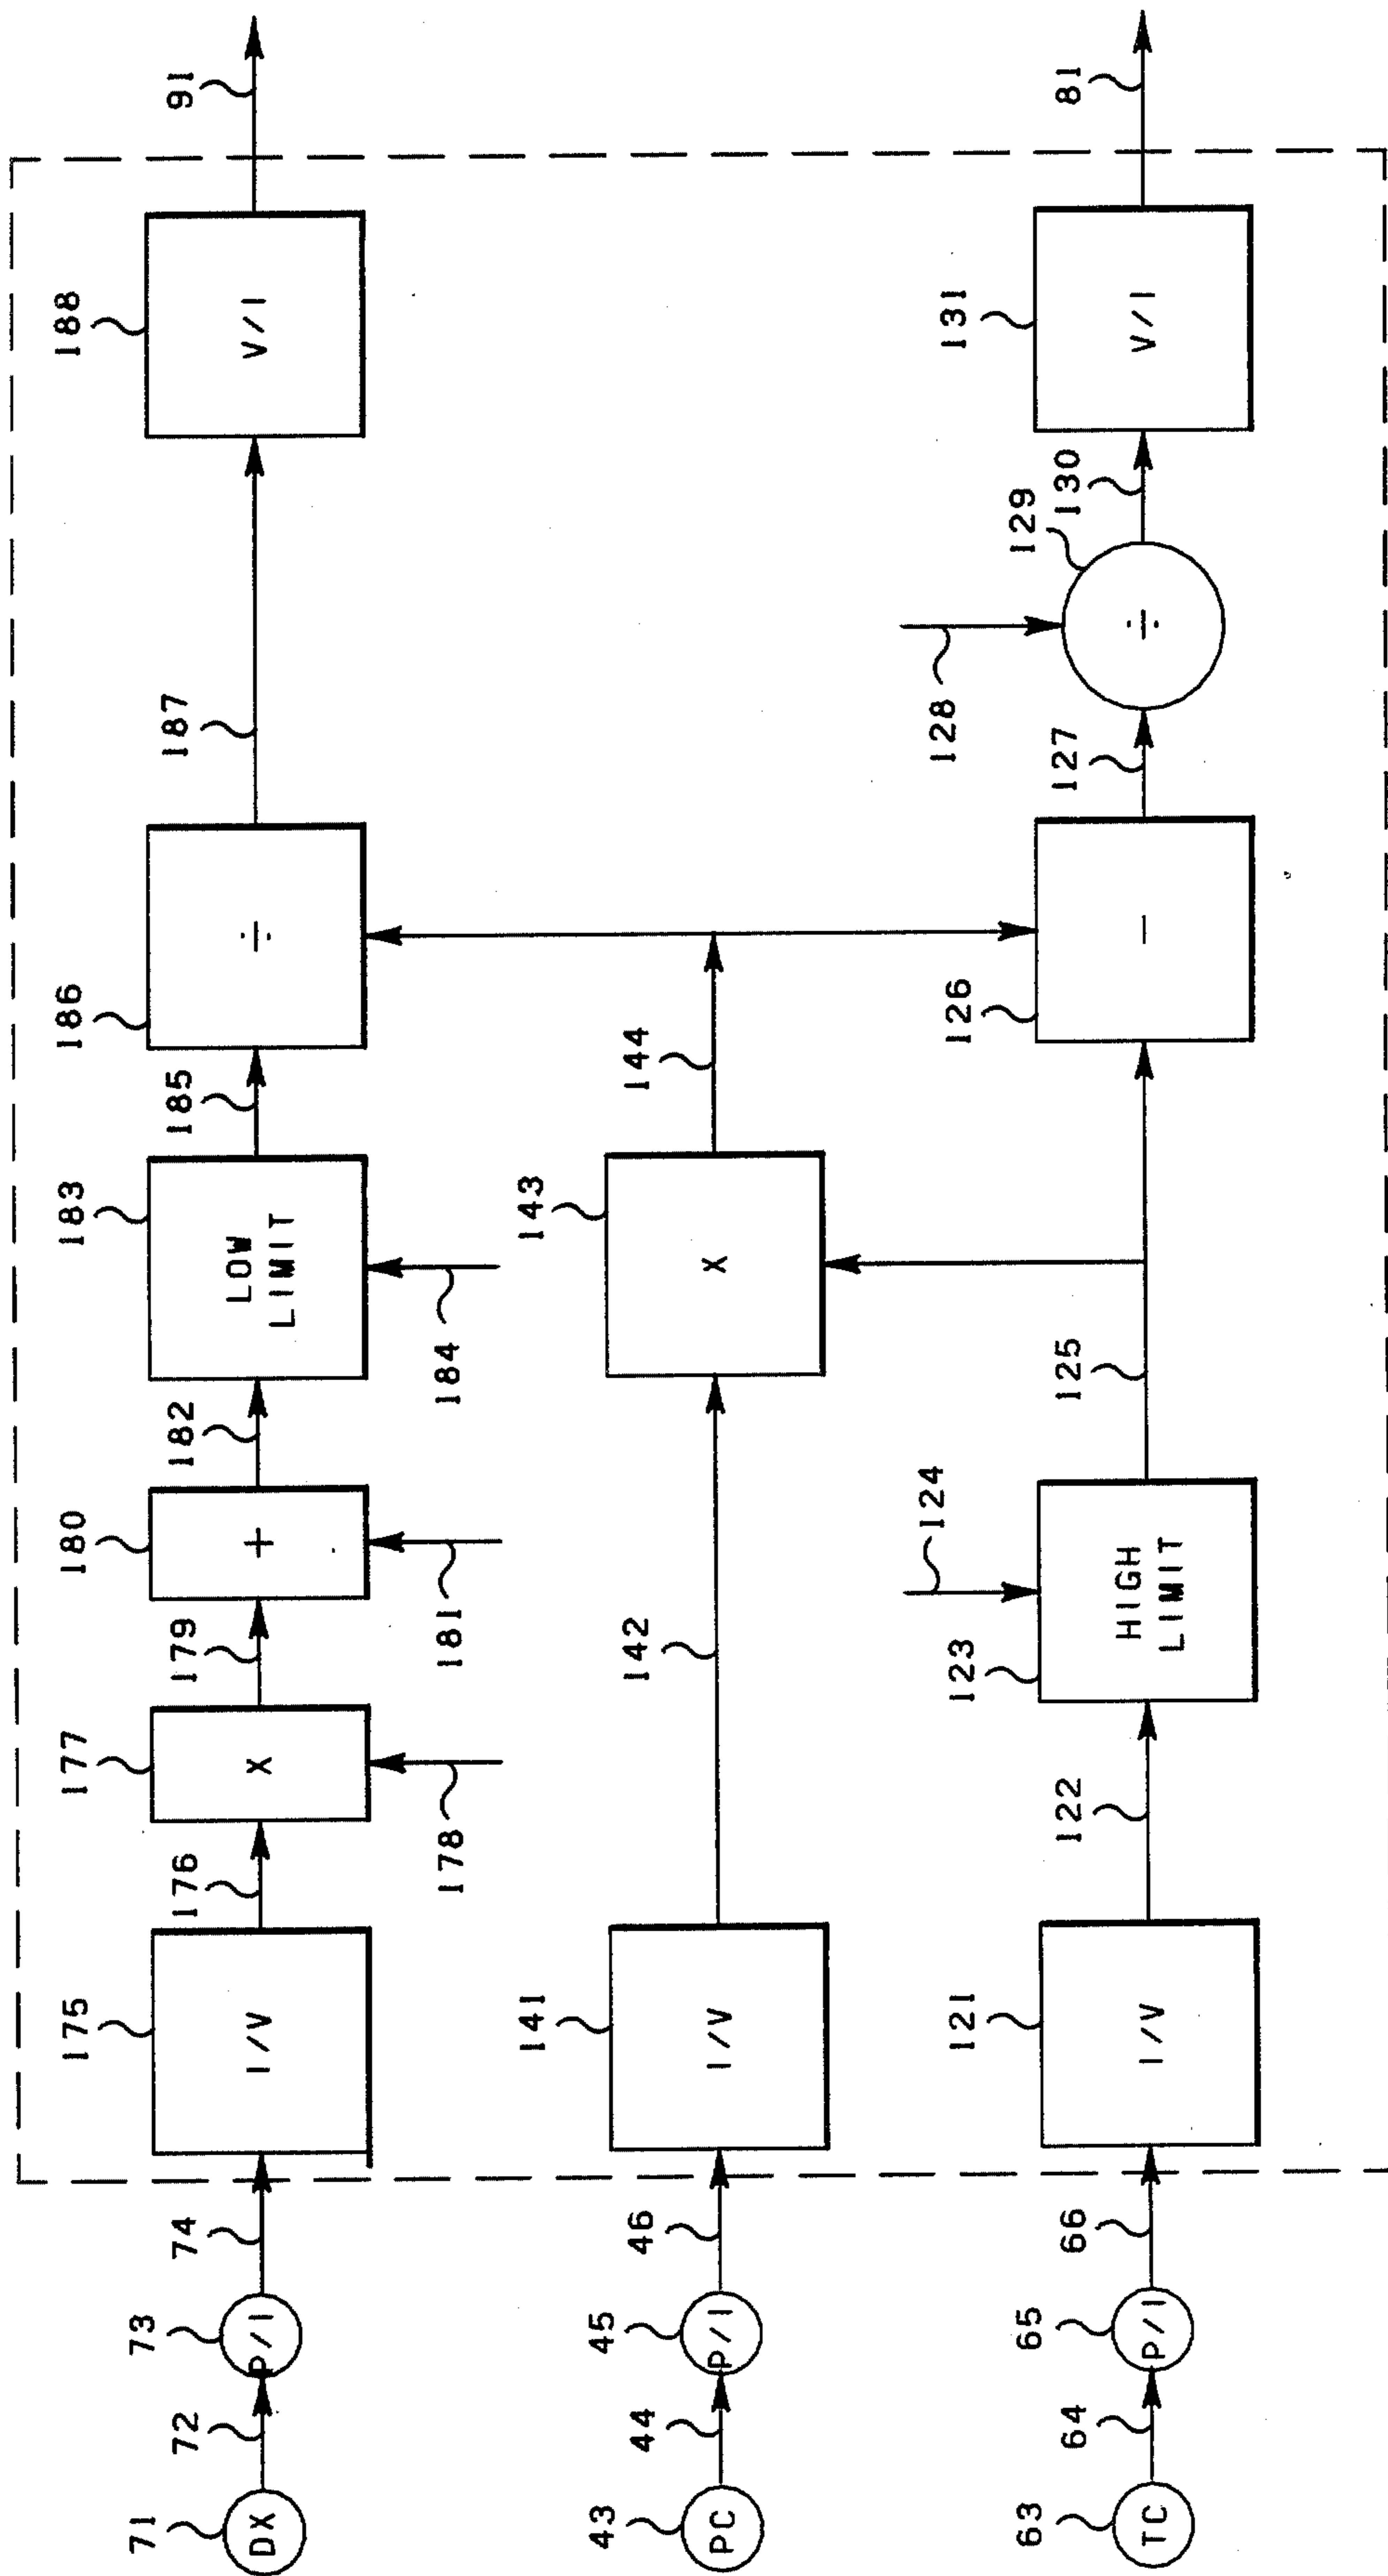 175
177
180
183
186
188
71
72
73
74
176
179
182
185
187
91
DX
P/I
I/V
X
+
LOW
LIMIT
÷
V/I
178
181
184
43
44
45
46
141
142
143
144
PC
P/I
I/V
X
124
128
123
126
129
131
63
64
65
66
121
122
125
127
130
81
TC
P/I
I/V
HIGH
LIMIT
−
÷
V/I